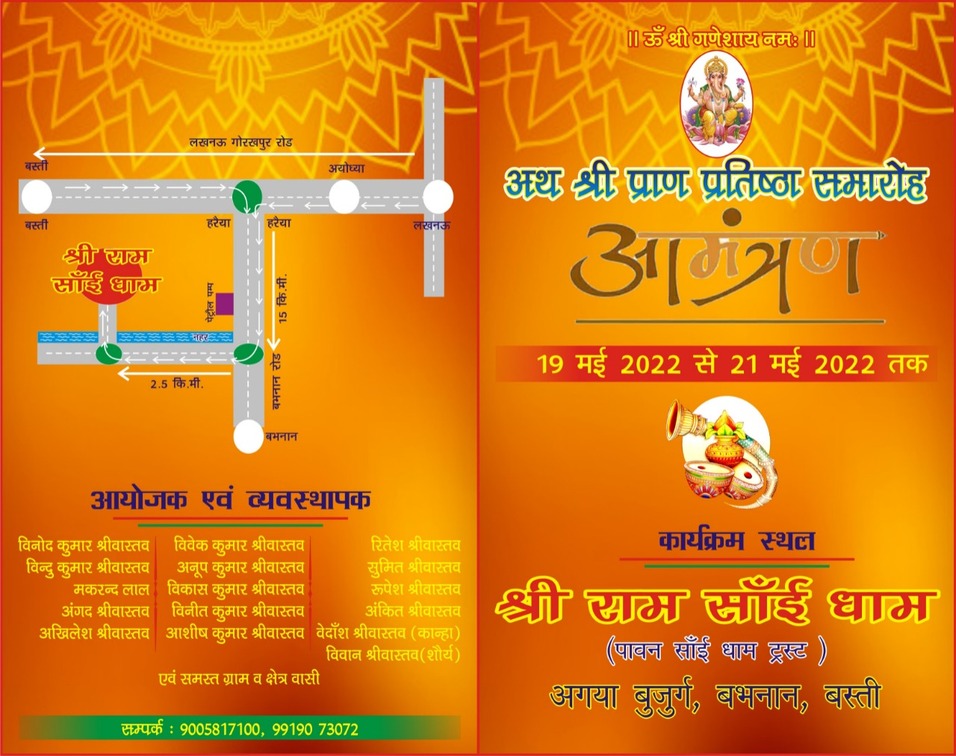 लखनऊ गोरखपुर रोड
बस्ती
अयोध्या
बस्ती
हरैया
हरैया
लखनऊ
श्री राम
साँई धाम
पेट्रोल पम्प
15 कि.मी.
नहर
2.5 कि.मी.
बभनान रोड
बभनान
आयोजक एवं व्यवस्थापक
विनोद कुमार श्रीवास्तव
विन्दु कुमार श्रीवास्तव
मकरन्द लाल
अंगद श्रीवास्तव
अखिलेश श्रीवास्तव
विवेक कुमार श्रीवास्तव
अनूप कुमार श्रीवास्तव
विकास कुमार श्रीवास्तव
विनीत कुमार श्रीवास्तव
आशीष कुमार श्रीवास्तव
रितेश श्रीवास्तव
सुमित श्रीवास्तव
रूपेश श्रीवास्तव
अंकित श्रीवास्तव
वेदाँश श्रीवास्तव (कान्हा)
विवान श्रीवास्तव(शौर्य)
एवं समस्त ग्राम व क्षेत्र वासी
सम्पर्क : 9005817100, 99190 73072
।। ऊँ श्री गणेशाय नम: ।।
अथ श्री प्राण प्रतिष्ठा समारोह
आमंत्रण
19 मई 2022 से 21 मई 2022 तक
कार्यक्रम स्थल
श्री राम साँई धाम
(पावन साँई धाम ट्रस्ट )
अगया बुजुर्ग, बभनान, बस्ती